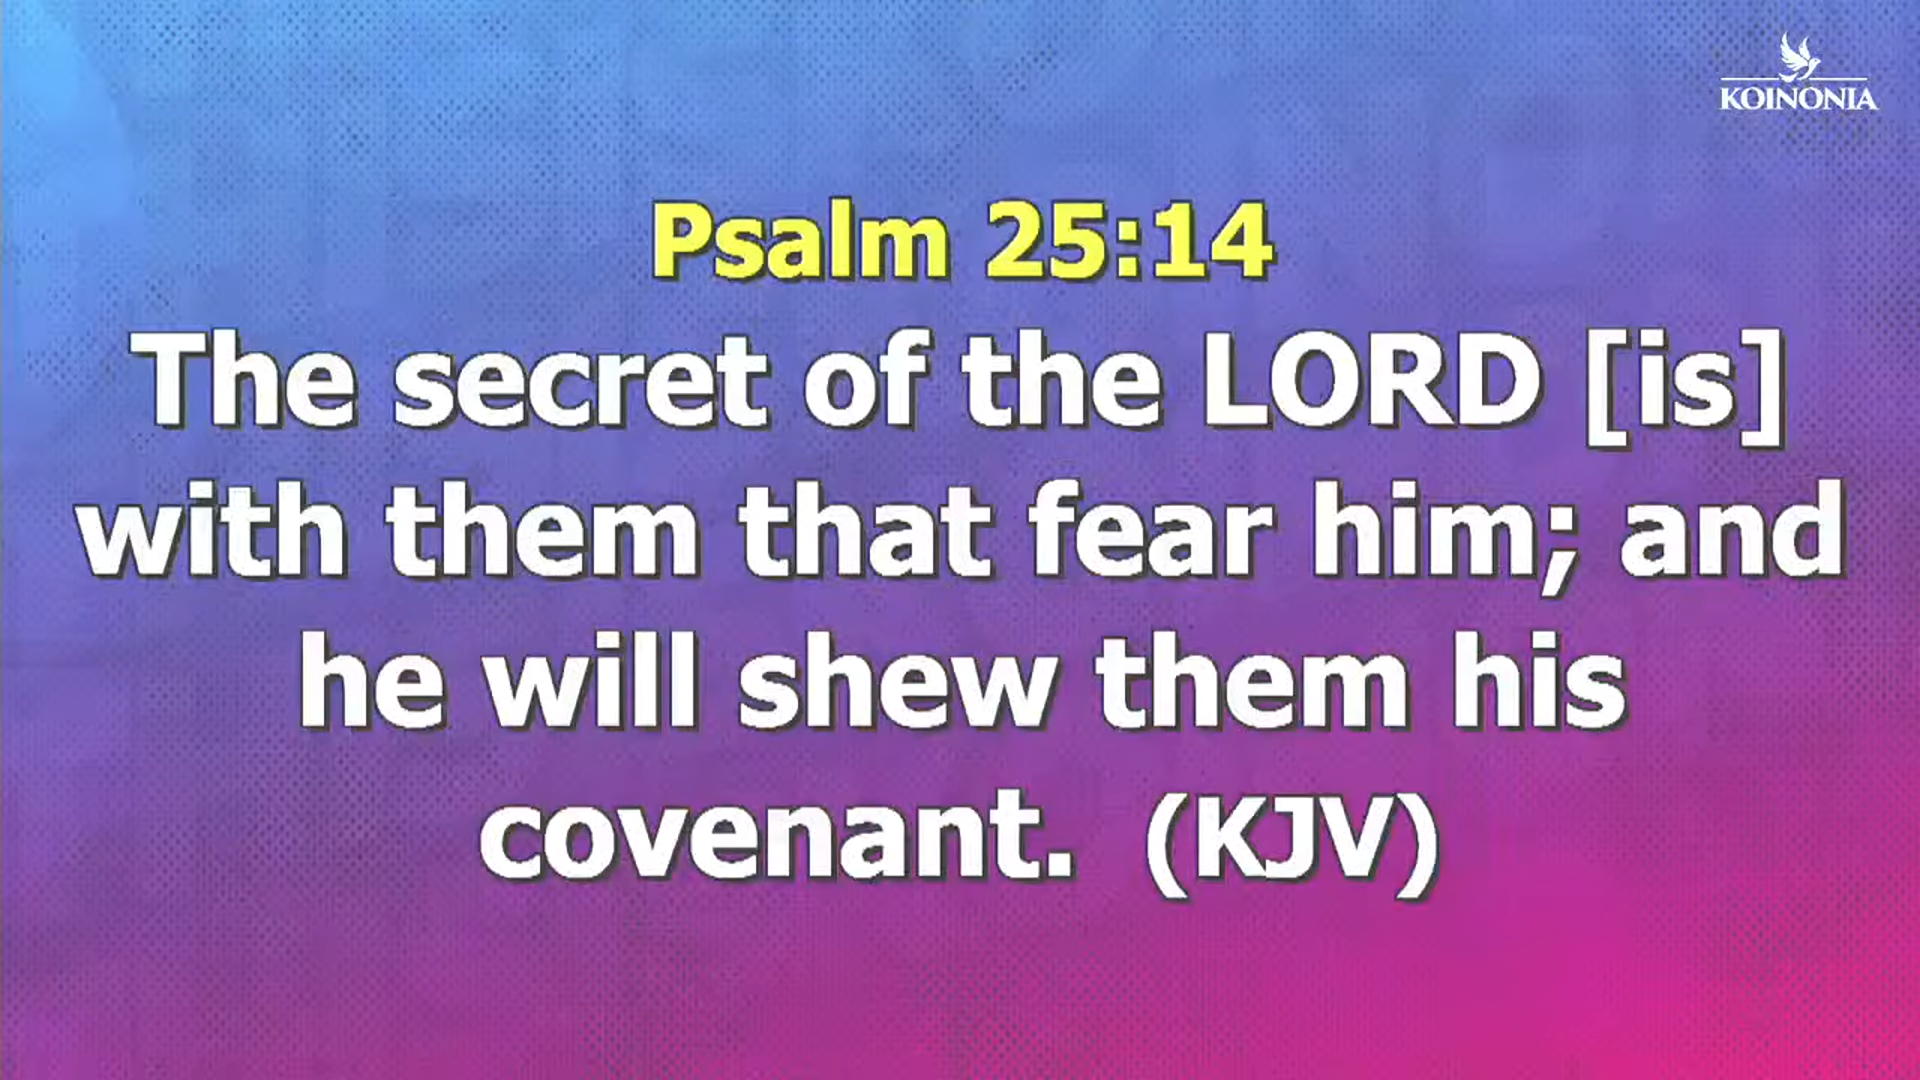 KOINONIA
Psalm 25:14
The secret of the LORD [is]
with them that fear him; and
he will shew them his
covenant. (KJV)